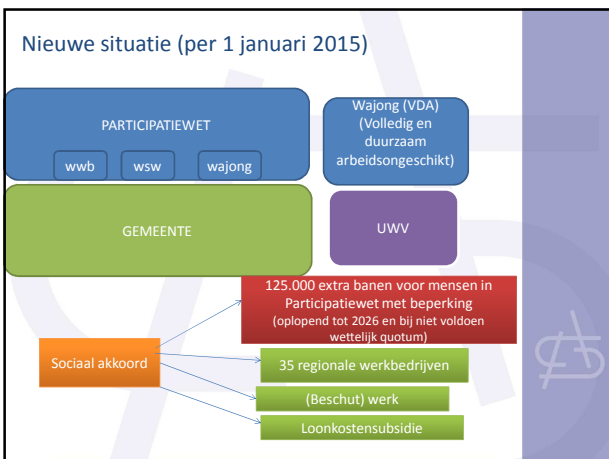 Nieuwe situatie (per 1 januari 2015)
PARTICIPATIEWET
wwb
wsw
wajong
Wajong (VDA)
(Volledig en
duurzaam
arbeidsongeschikt)
GEMEENTE
UWV
125.000 extra banen voor mensen in
Participatiewet met beperking
(oplopend tot 2026 en bij niet voldoen
wettelijk quotum)
Sociaal akkoord
35 regionale werkbedrijven
(Beschut) werk
Loonkostensubsidie